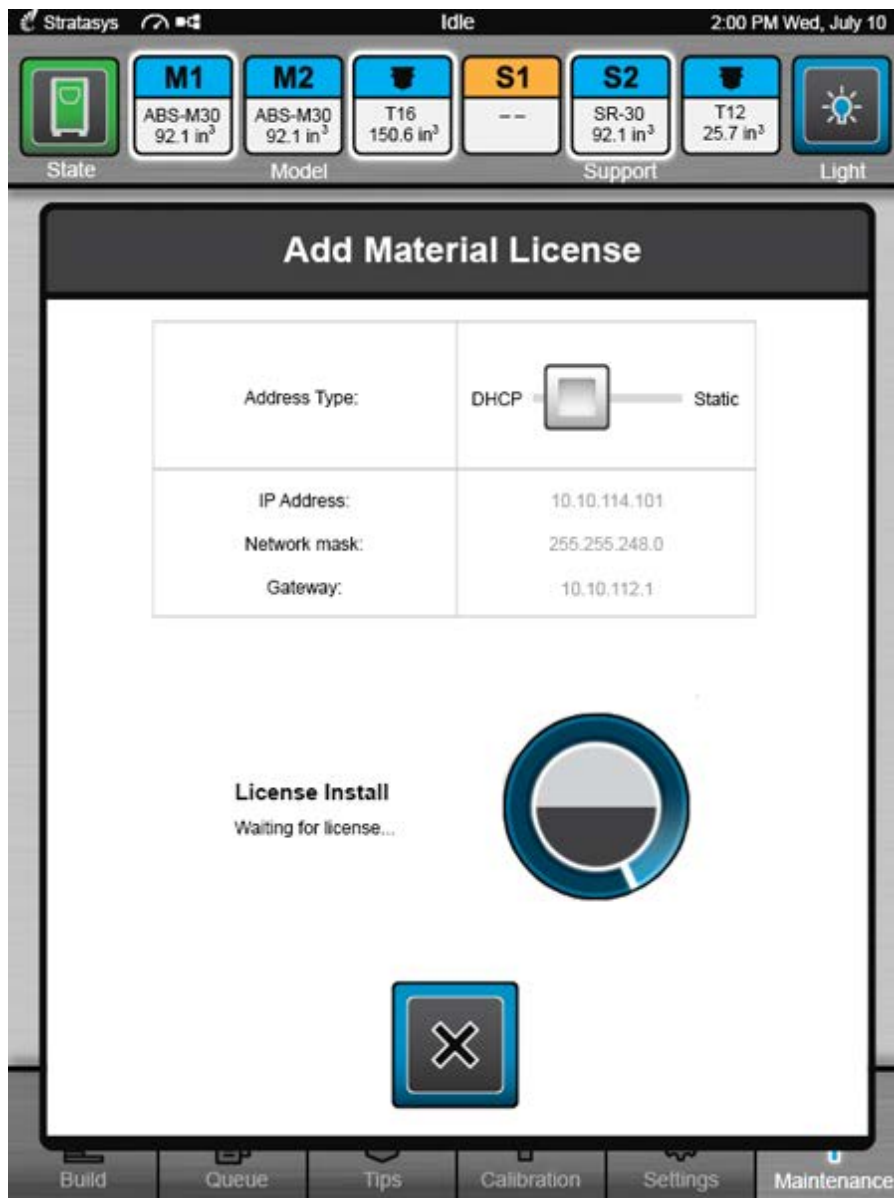 Stratasys Idle 2:00 PM Wed, July 10
M1 M2 S1 S2
ABS-M30 ABS-M30 T16 -- SR-30 T12
92.1 in³ 92.1 in³ 150.6 in³ 92.1 in³ 25.7 in³
State Model Support Light
Add Material License
Address Type: DHCP Static
IP Address: 10.10.114.101
Network mask: 255.255.248.0
Gateway: 10.10.112.1
License Install
Waiting for license...
Build Queue Tips Calibration Settings Maintenance